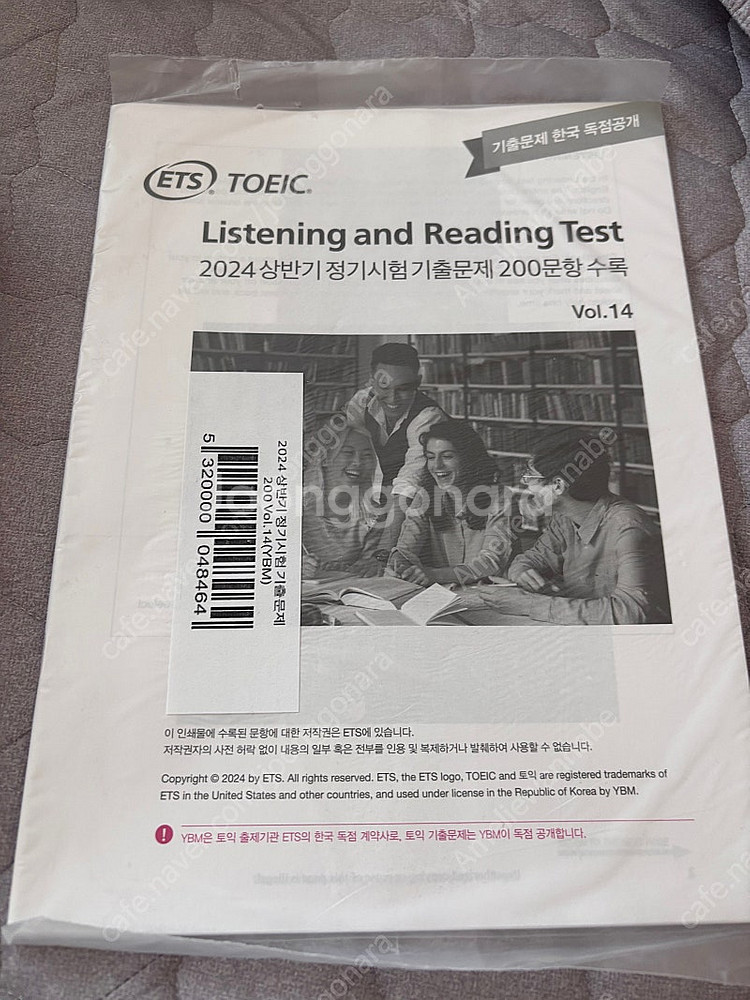 기출문제 한국 독점공개
ETS® TOEIC®
Listening and Reading Test
2024 상반기 정기시험 기출문제 200문항 수록
Vol.14
2024 상반기 정기시험 기출문제
200 Vol.14(YBM)
5 320000 048464
이 인쇄물에 수록된 문항에 대한 저작권은 ETS에 있습니다.
저작권자의 사전 허락 없이 내용의 일부 혹은 전부를 인용 및 복제하거나 발췌하여 사용할 수 없습니다.
Copyright © 2024 by ETS. All rights reserved. ETS, the ETS logo, TOEIC and 토익 are registered trademarks of
ETS in the United States and other countries, and used under license in the Republic of Korea by YBM.
! YBM은 토익 출제기관 ETS의 한국 독점 계약사로, 토익 기출문제는 YBM이 독점 공개합니다.
joonggonara